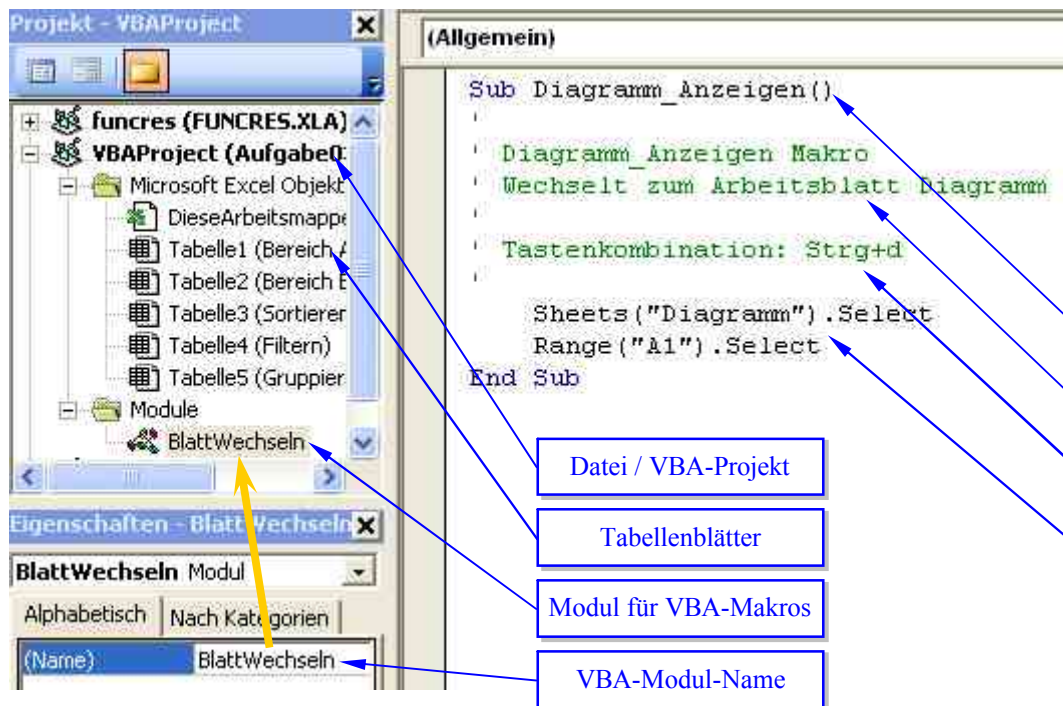 Projekt - VBAProject
funcres (FUNCRES.XLA)
VBAProject (Aufgabe0
Microsoft Excel Objekt
DieseArbeitsmappe
Tabelle1 (Bereich A
Tabelle2 (Bereich B
Tabelle3 (Sortieren
Tabelle4 (Filtern)
Tabelle5 (Gruppier
Module
BlattWechseln
Eigenschaften - BlattWechseln
BlattWechseln Modul
Alphabetisch Nach Kategorien
(Name) BlattWechseln
(Allgemein)
Sub Diagramm_Anzeigen()
'
' Diagramm_Anzeigen Makro
' Wechselt zum Arbeitsblatt Diagramm
'
' Tastenkombination: Strg+d
'
Sheets("Diagramm").Select
Range("A1").Select
End Sub
Datei / VBA-Projekt
Tabellenblätter
Modul für VBA-Makros
VBA-Modul-Name